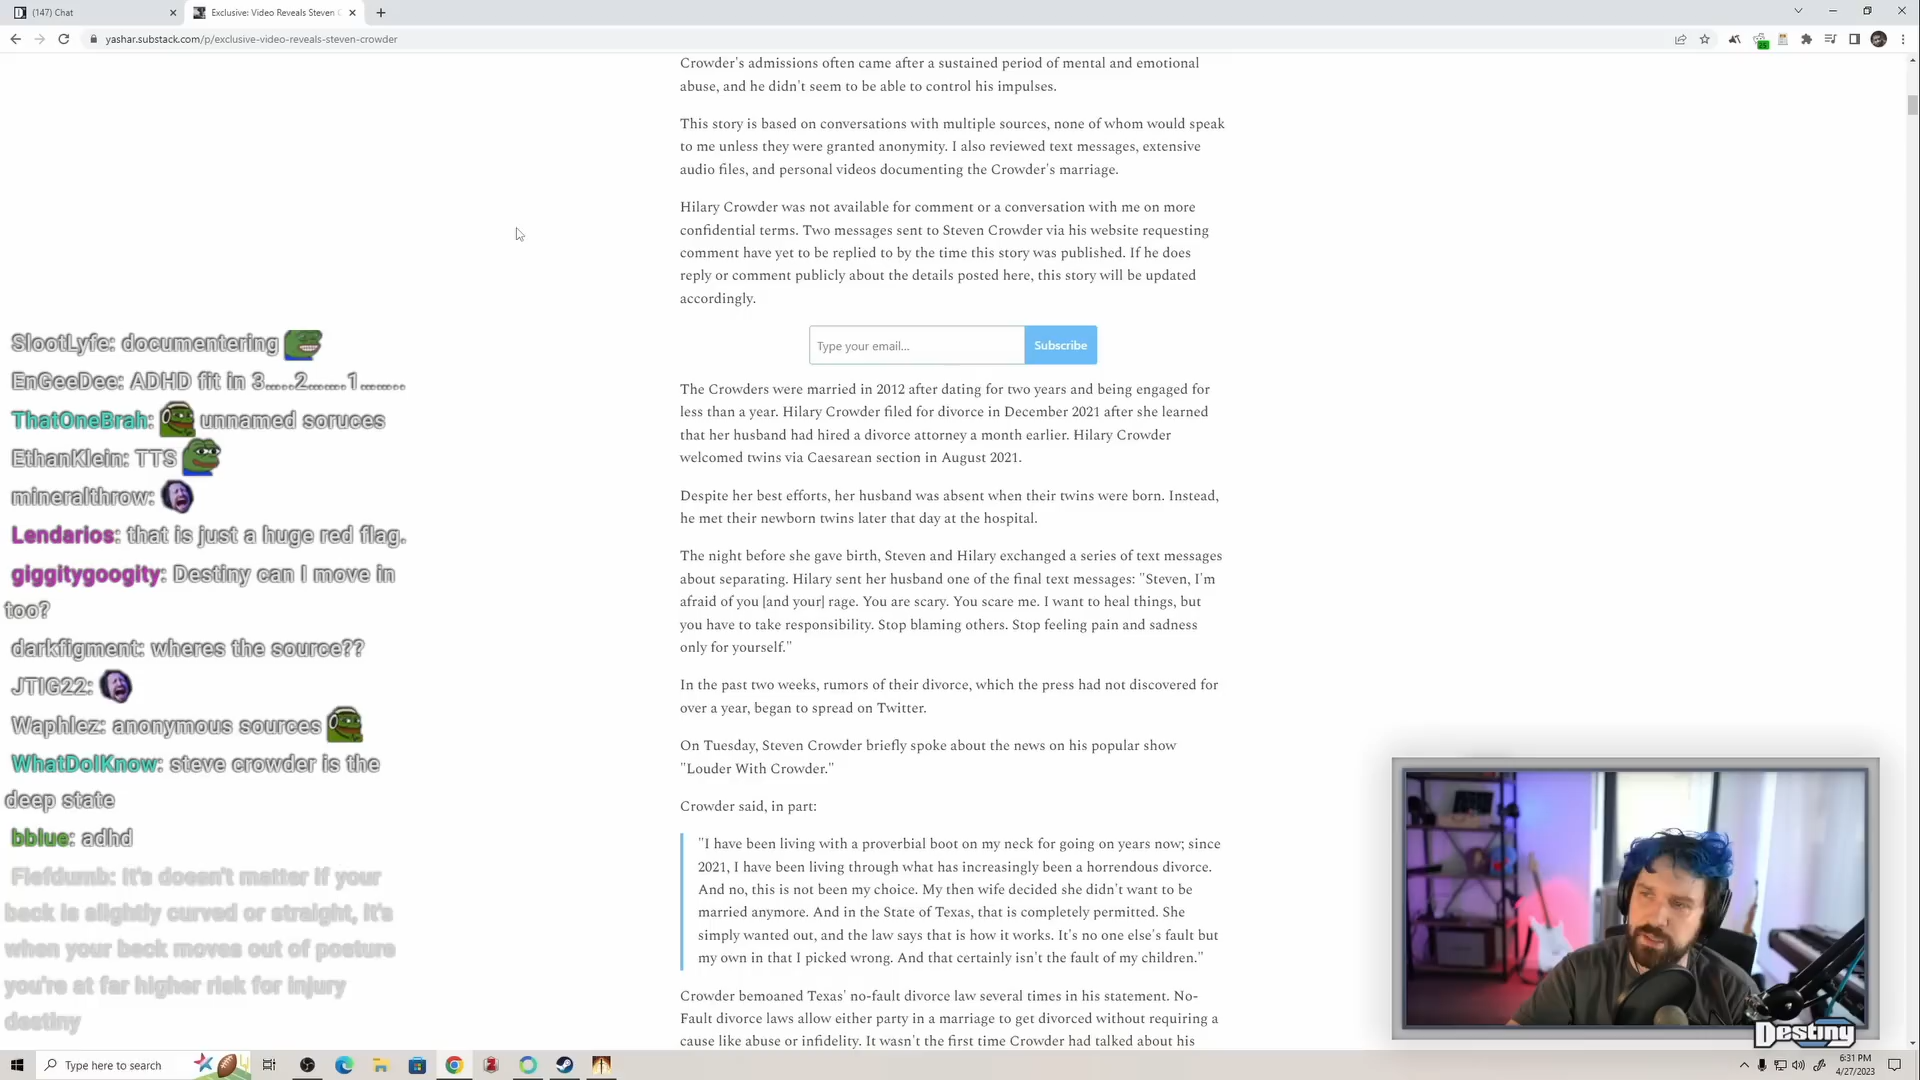 (147) Chat
Exclusive: Video Reveals Steven C
yashar.substack.com/p/exclusive-video-reveals-steven-crowder
Crowder's admissions often came after a sustained period of mental and emotional
abuse, and he didn't seem to be able to control his impulses.
This story is based on conversations with multiple sources, none of whom would speak
to me unless they were granted anonymity. I also reviewed text messages, extensive
audio files, and personal videos documenting the Crowder's marriage.
Hilary Crowder was not available for comment or a conversation with me on more
confidential terms. Two messages sent to Steven Crowder via his website requesting
comment have yet to be replied to by the time this story was published. If he does
reply or comment publicly about the details posted here, this story will be updated
accordingly.
Type your email...
Subscribe
The Crowders were married in 2012 after dating for two years and being engaged for
less than a year. Hilary Crowder filed for divorce in December 2021 after she learned
that her husband had hired a divorce attorney a month earlier. Hilary Crowder
welcomed twins via Caesarean section in August 2021.
Despite her best efforts, her husband was absent when their twins were born. Instead,
he met their newborn twins later that day at the hospital.
The night before she gave birth, Steven and Hilary exchanged a series of text messages
about separating. Hilary sent her husband one of the final text messages: "Steven, I'm
afraid of you [and your] rage. You are scary. You scare me. I want to heal things, but
you have to take responsibility. Stop blaming others. Stop feeling pain and sadness
only for yourself."
In the past two weeks, rumors of their divorce, which the press had not discovered for
over a year, began to spread on Twitter.
On Tuesday, Steven Crowder briefly spoke about the news on his popular show
"Louder With Crowder."
Crowder said, in part:
"I have been living with a proverbial boot on my neck for going on years now; since
2021, I have been living through what has increasingly been a horrendous divorce.
And no, this is not been my choice. My then wife decided she didn't want to be
married anymore. And in the State of Texas, that is completely permitted. She
simply wanted out, and the law says that is how it works. It's no one else's fault but
my own in that I picked wrong. And that certainly isn't the fault of my children."
Crowder bemoaned Texas' no-fault divorce law several times in his statement. No-
Fault divorce laws allow either party in a marriage to get divorced without requiring a
cause like abuse or infidelity. It wasn't the first time Crowder had talked about his
SlootLyfe: documentering
EnGeeDee: ADHD fit in 3.....2.......1.......
ThatOneBrah: unnamed soruces
EthanKlein: TTS
mineralthrow:
Lendarios: that is just a huge red flag.
giggitygoogity: Destiny can I move in
too?
darkfigment: wheres the source??
JTIG22:
Waphlez: anonymous sources
WhatDoIKnow: steve crowder is the
deep state
bblue: adhd
Fiefdumb: It's doesn't matter if your
back is slightly curved or straight, it's
when your back moves out of posture
you're at far higher risk for injury
destiny
Destiny
Type here to search
6:31 PM
4/27/2023